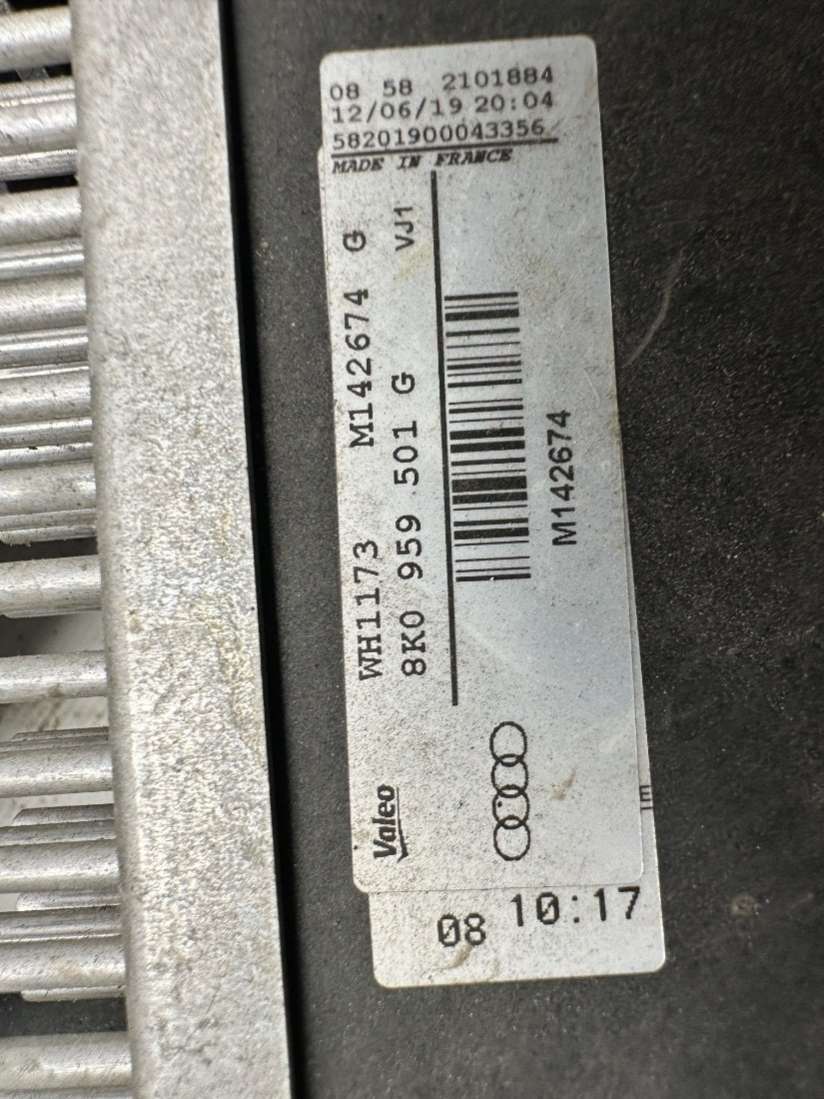 08 58 2101884
12/06/19 20:04
58201900043356
MADE IN FRANCE
WH1173 M142674 G
8K0 959 501 G VJ1
M142674
Valeo
08 10:17